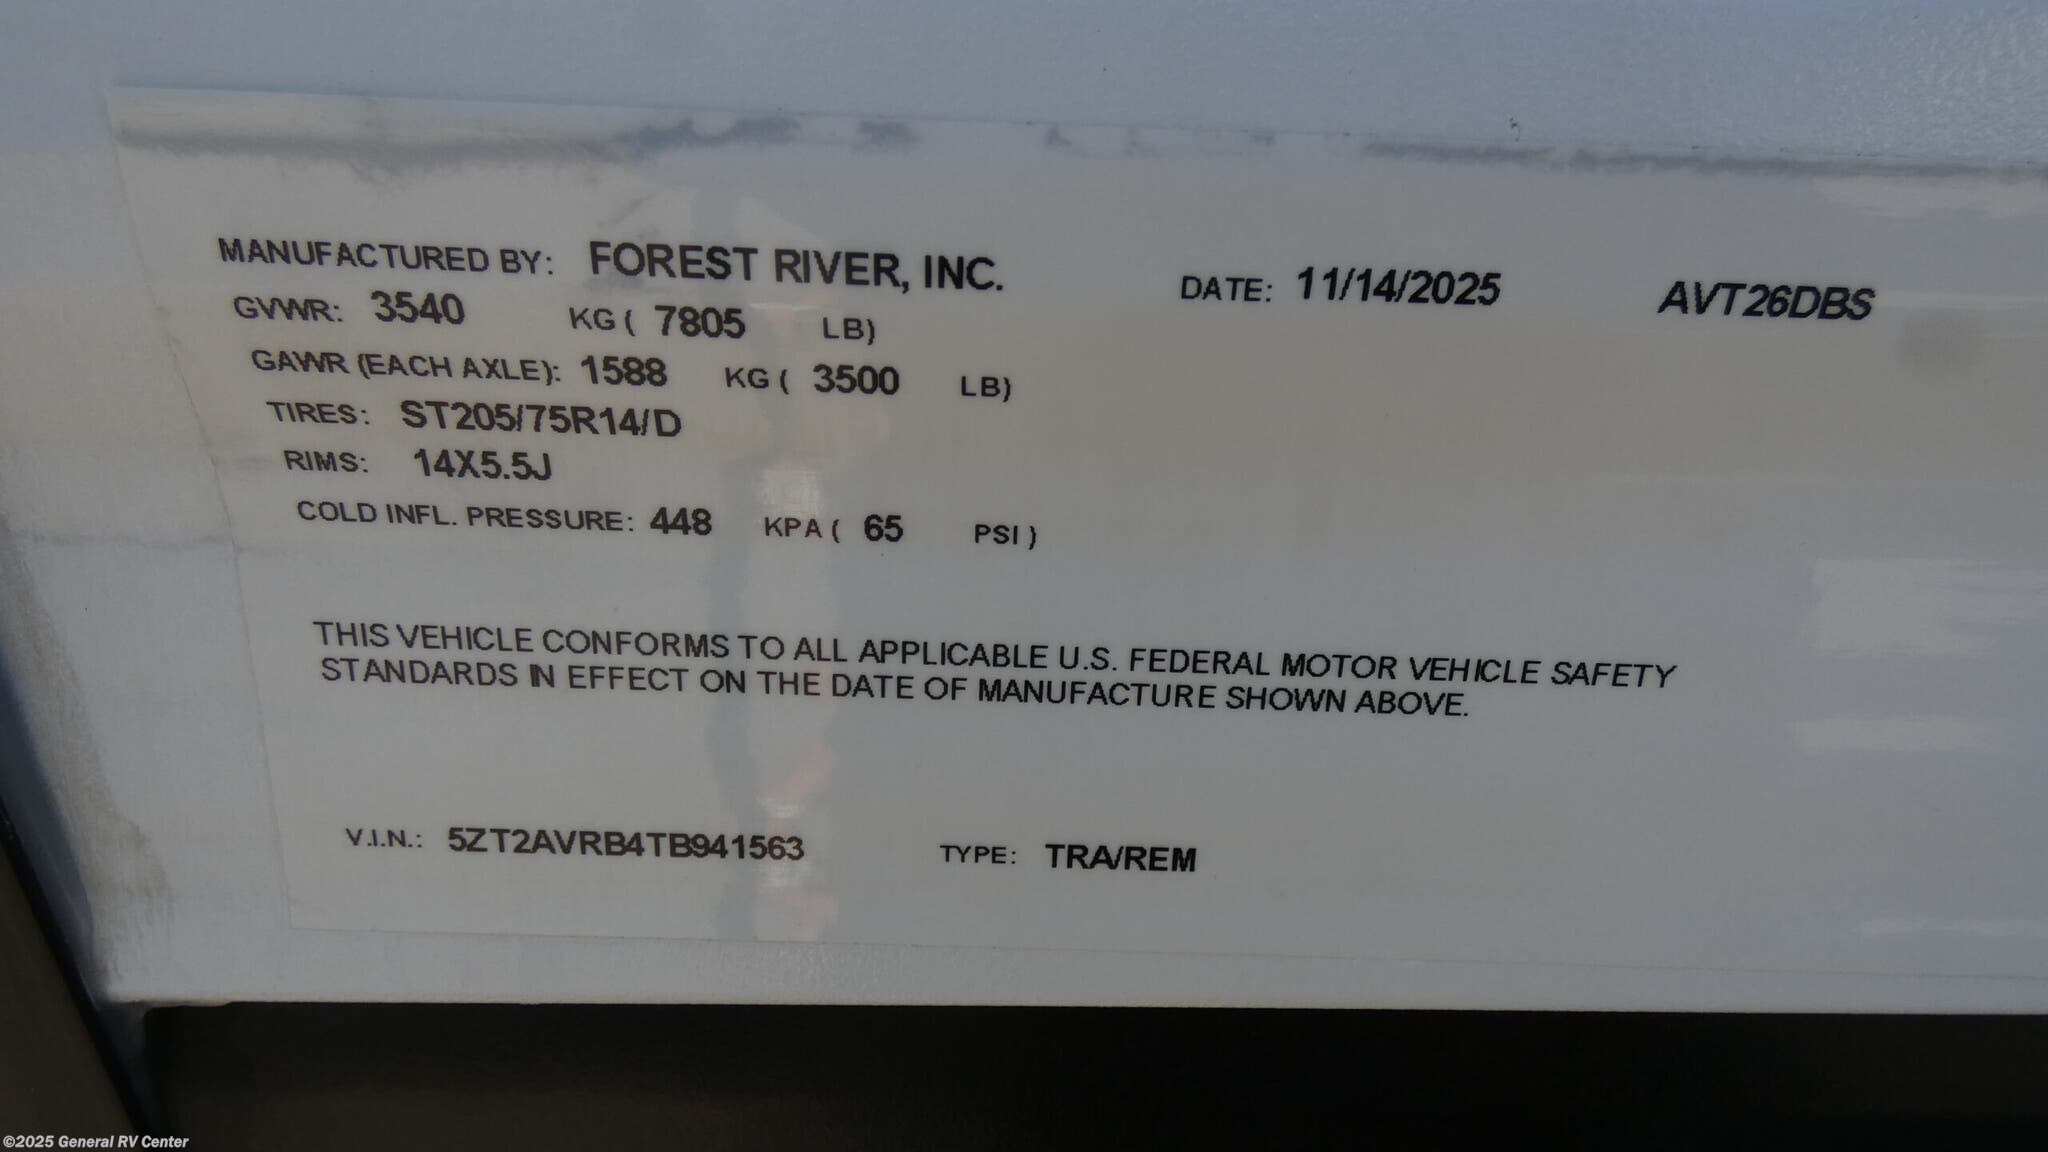 MANUFACTURED BY: FOREST RIVER, INC. DATE: 11/14/2025 AVT26DBS
GVWR: 3540 KG ( 7805 LB)
GAWR (EACH AXLE): 1588 KG ( 3500 LB)
TIRES: ST205/75R14/D
RIMS: 14X5.5J
COLD INFL. PRESSURE: 448 KPA ( 65 PSI )
THIS VEHICLE CONFORMS TO ALL APPLICABLE U.S. FEDERAL MOTOR VEHICLE SAFETY
STANDARDS IN EFFECT ON THE DATE OF MANUFACTURE SHOWN ABOVE.
V.I.N.: 5ZT2AVRB4TB941563 TYPE: TRA/REM
©2025 General RV Center